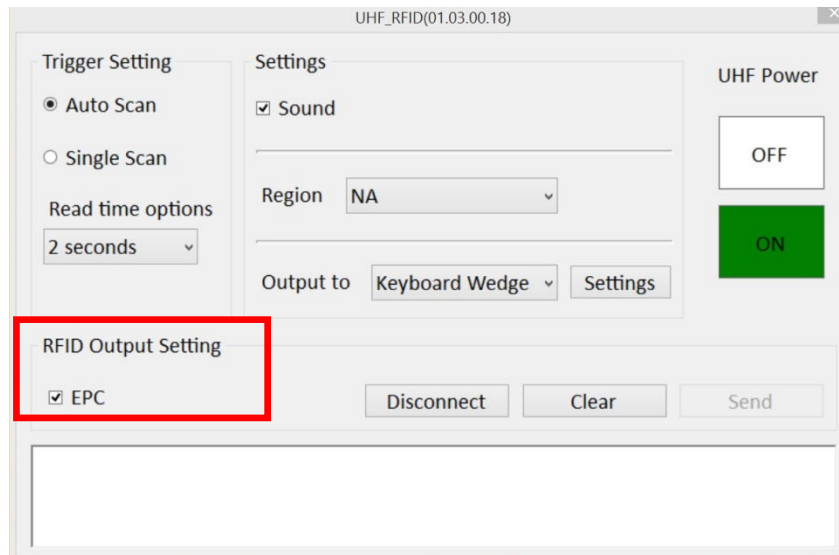 UHF_RFID(01.03.00.18)
Trigger Setting
Auto Scan
Single Scan
Read time options
2 seconds
Settings
Sound
Region NA
Output to Keyboard Wedge Settings
UHF Power
OFF
ON
RFID Output Setting
EPC
Disconnect Clear Send